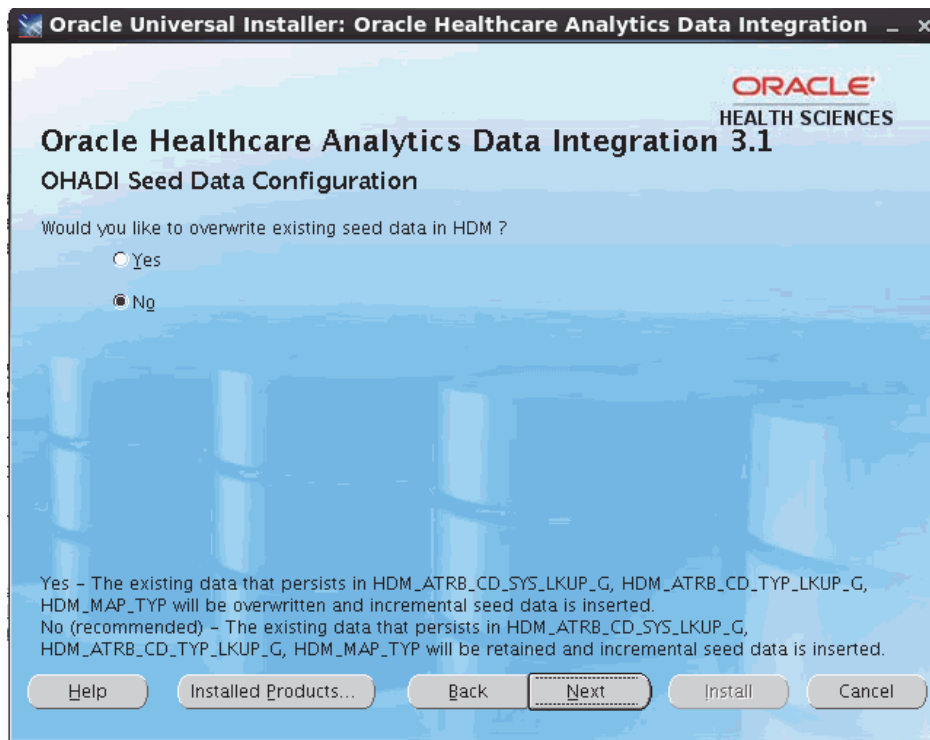 Oracle Universal Installer: Oracle Healthcare Analytics Data Integration
ORACLE'
HEALTH SCIENCES
Oracle Healthcare Analytics Data Integration 3.1
OHADI Seed Data Configuration
Would you like to overwrite existing seed data in HDM ?
Yes
No
Yes – The existing data that persists in HDM_ATRB_CD_SYS_LKUP_G, HDM_ATRB_CD_TYP_LKUP_G,
HDM_MAP_TYP will be overwritten and incremental seed data is inserted.
No (recommended) – The existing data that persists in HDM_ATRB_CD_SYS_LKUP_G,
HDM_ATRB_CD_TYP_LKUP_G, HDM_MAP_TYP will be retained and incremental seed data is inserted.
Help Installed Products... Back Next Install Cancel